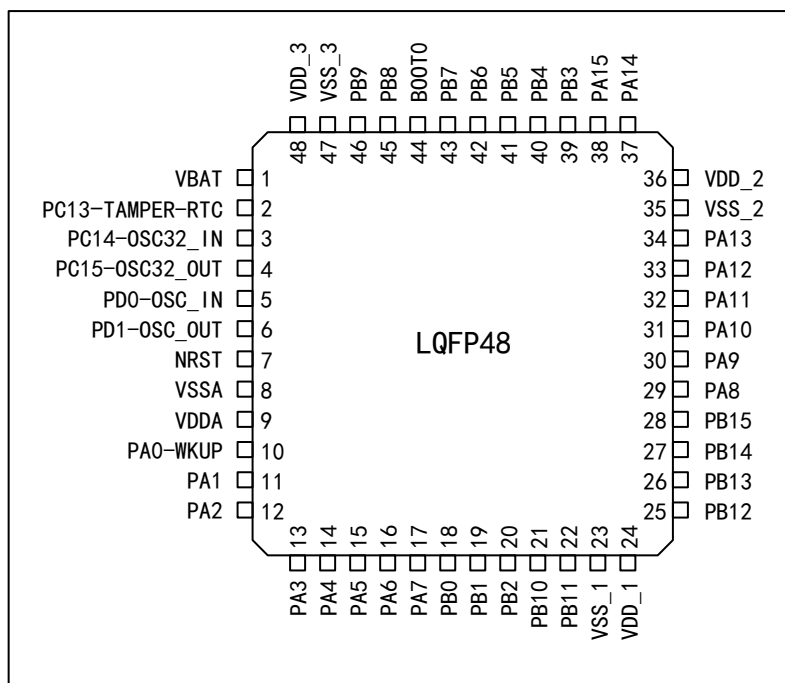 VDD_3 VSS_3 PB9 PB8 BOOT0 PB7 PB6 PB5 PB4 PB3 PA15 PA14
48 47 46 45 44 43 42 41 40 39 38 37
VBAT 1 36 VDD_2
PC13-TAMPER-RTC 2 35 VSS_2
PC14-OSC32_IN 3 34 PA13
PC15-OSC32_OUT 4 33 PA12
PD0-OSC_IN 5 32 PA11
PD1-OSC_OUT 6 31 PA10
LQFP48
NRST 7 30 PA9
VSSA 8 29 PA8
VDDA 9 28 PB15
PA0-WKUP 10 27 PB14
PA1 11 26 PB13
PA2 12 25 PB12
13 14 15 16 17 18 19 20 21 22 23 24
PA3 PA4 PA5 PA6 PA7 PB0 PB1 PB2 PB10 PB11 VSS_1 VDD_1